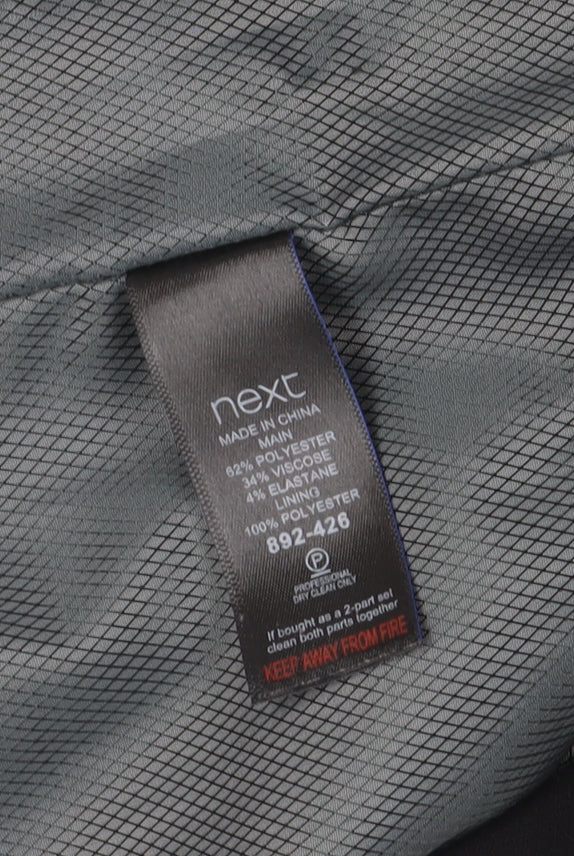 next
MADE IN CHINA
MAIN
62% POLYESTER
34% VISCOSE
4% ELASTANE
LINING
100% POLYESTER
892-426
P
PROFESSIONAL
DRY CLEAN ONLY
If bought as a 2-part set
clean both parts together
KEEP AWAY FROM FIRE